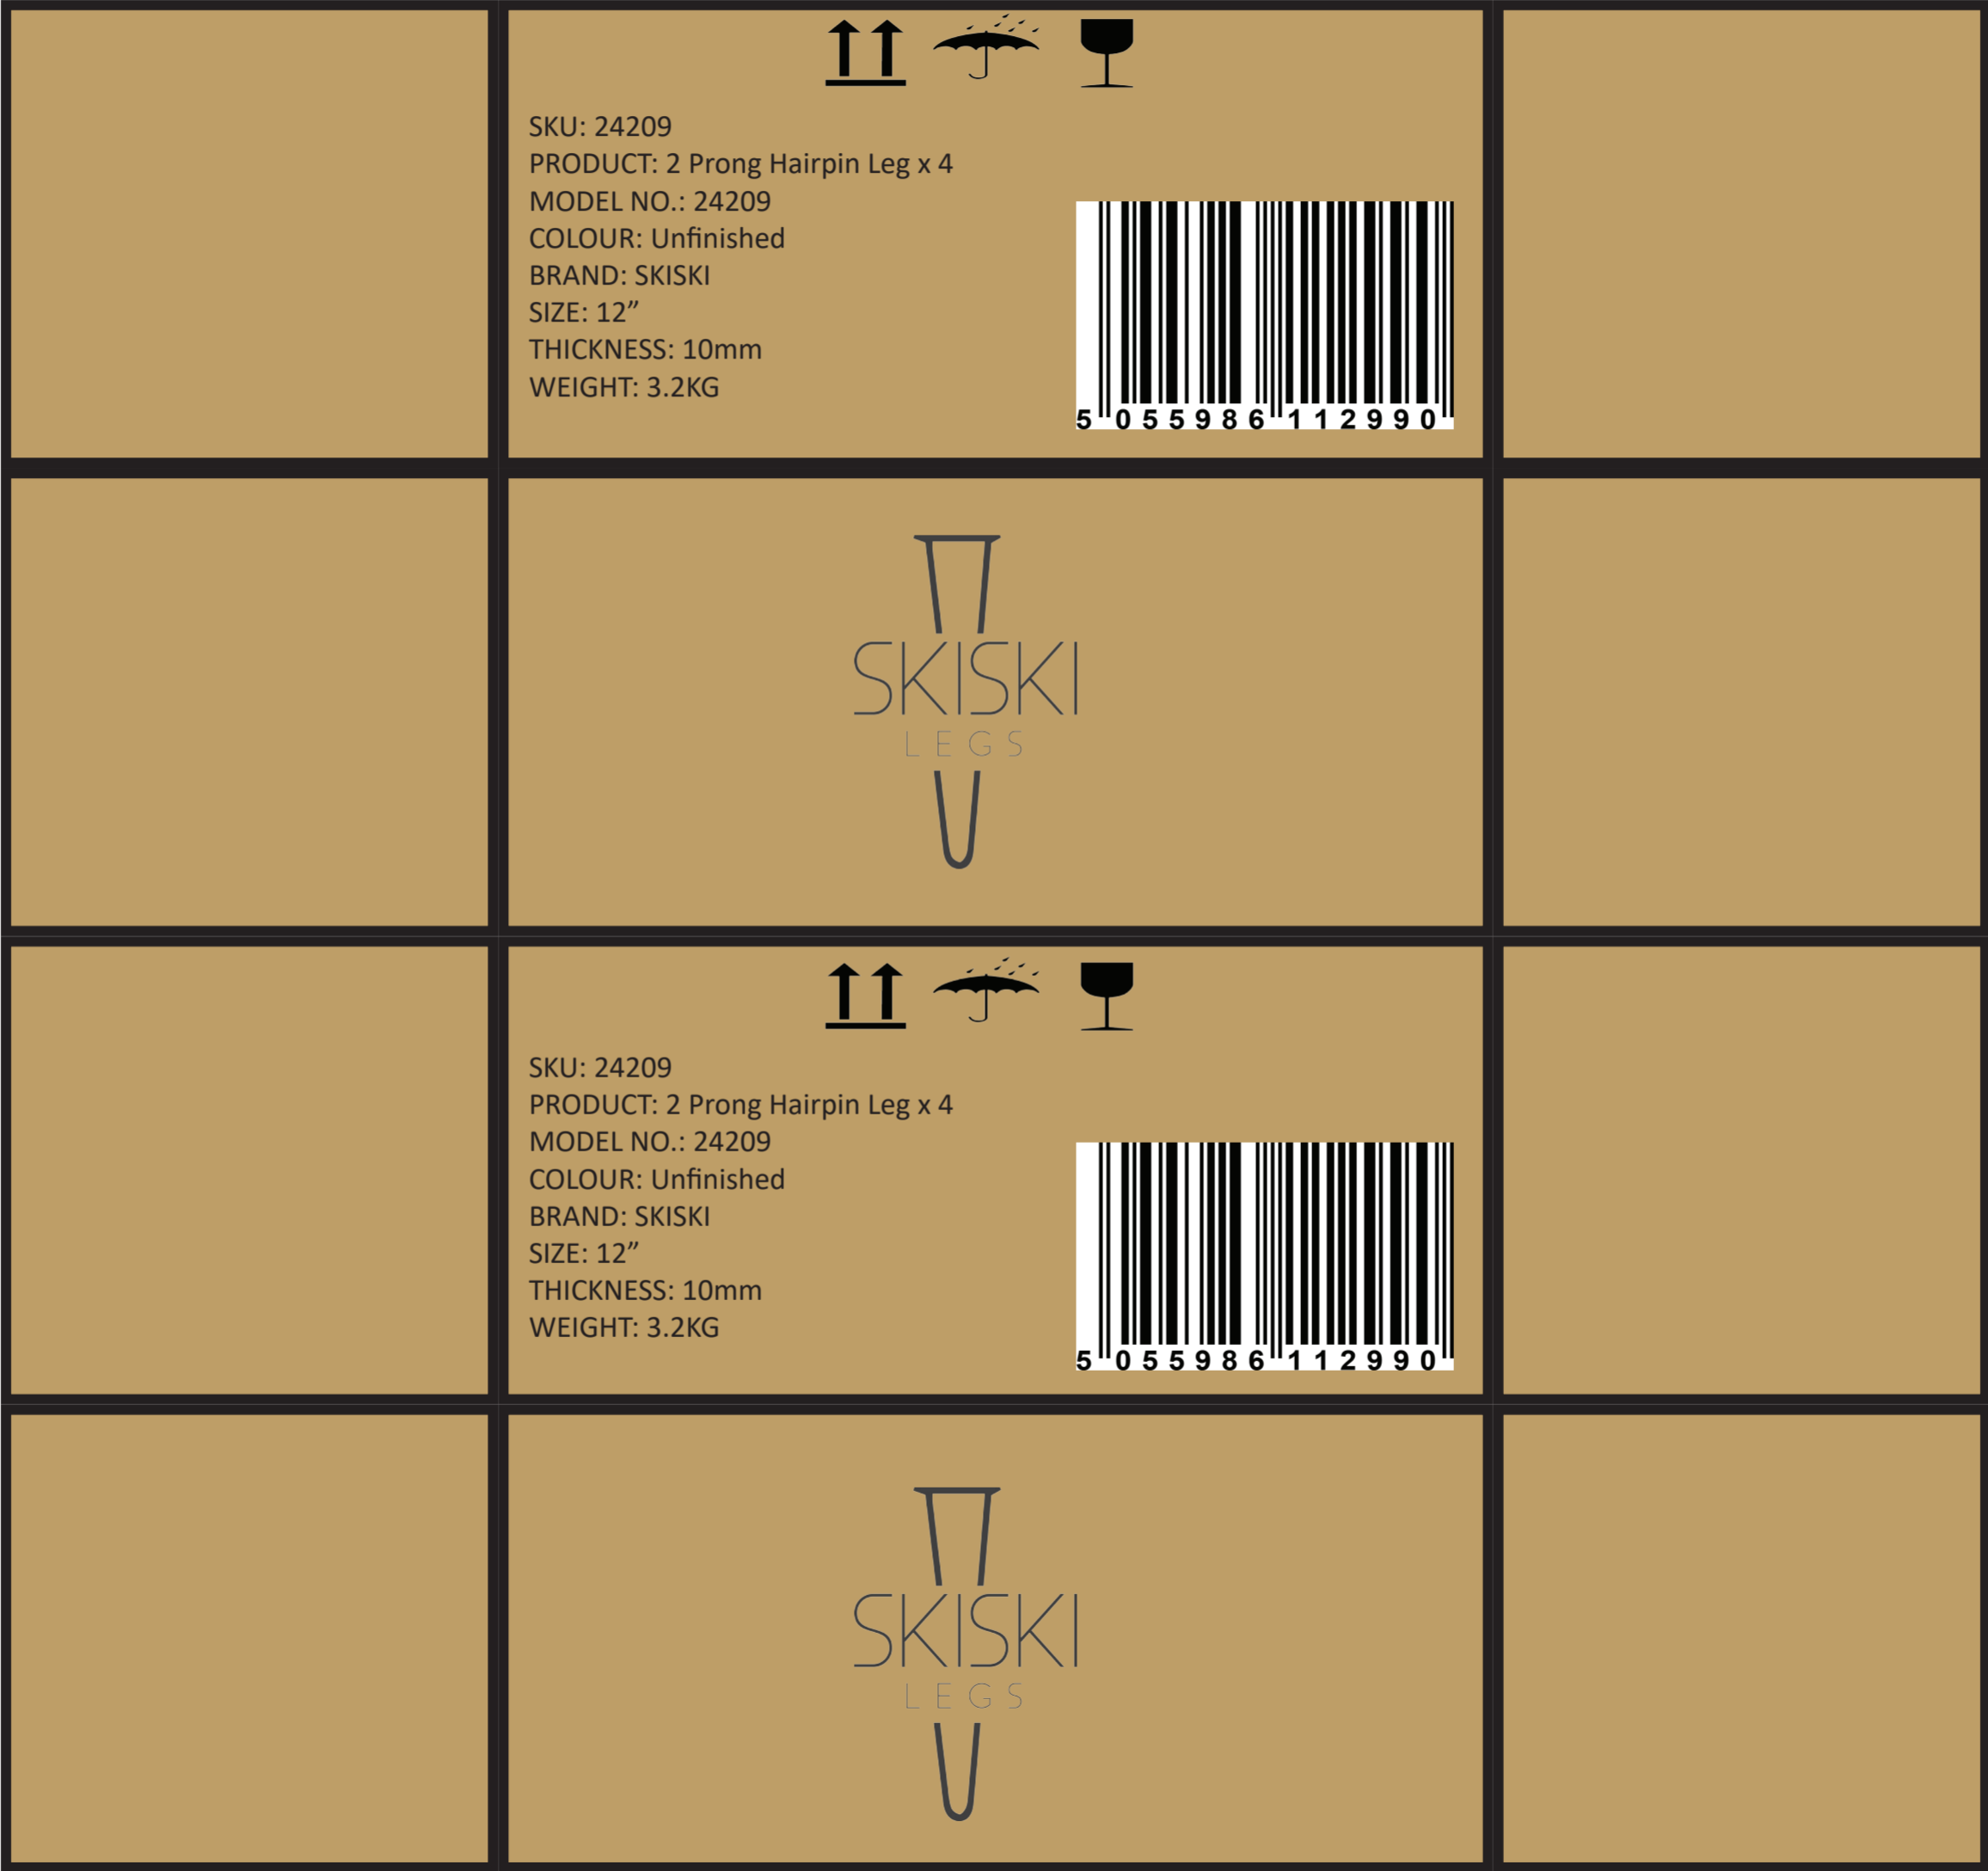 SKU: 24209
PRODUCT: 2 Prong Hairpin Leg x 4
MODEL NO.: 24209
COLOUR: Unfinished
BRAND: SKISKI
SIZE: 12”
THICKNESS: 10mm
WEIGHT: 3.2KG
5 055986 112990
SKISKI
LEGS
SKU: 24209
PRODUCT: 2 Prong Hairpin Leg x 4
MODEL NO.: 24209
COLOUR: Unfinished
BRAND: SKISKI
SIZE: 12”
THICKNESS: 10mm
WEIGHT: 3.2KG
5 055986 112990
SKISKI
LEGS